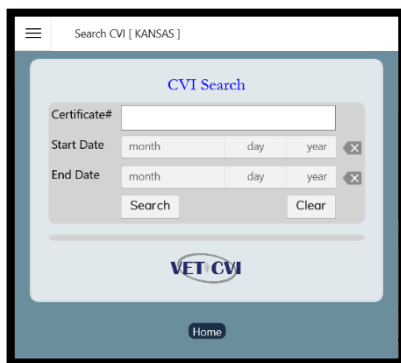 Search CVI [ KANSAS ]
CVI Search
Certificate#
Start Date month day year
End Date month day year
Search Clear
VET CVI
Home